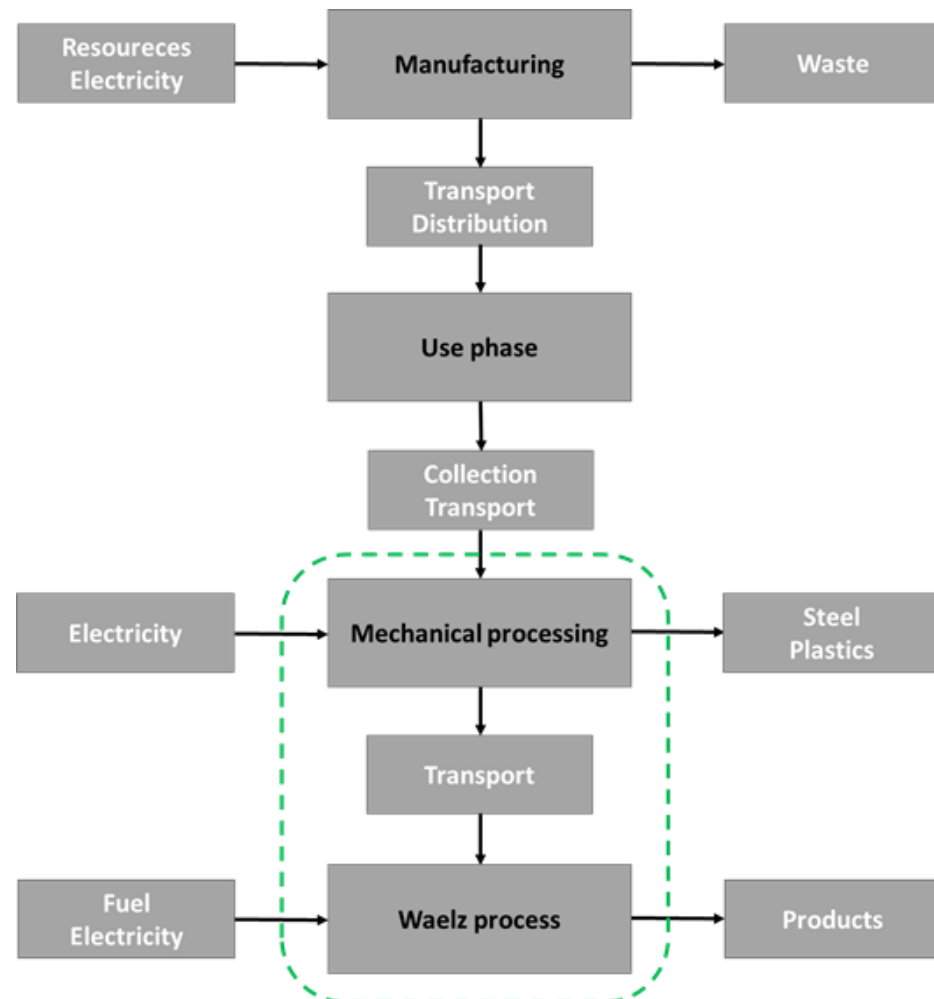 Resoureces
Electricity
Manufacturing
Waste
Transport
Distribution
Use phase
Collection
Transport
Electricity
Mechanical processing
Steel
Plastics
Transport
Fuel
Electricity
Waelz process
Products